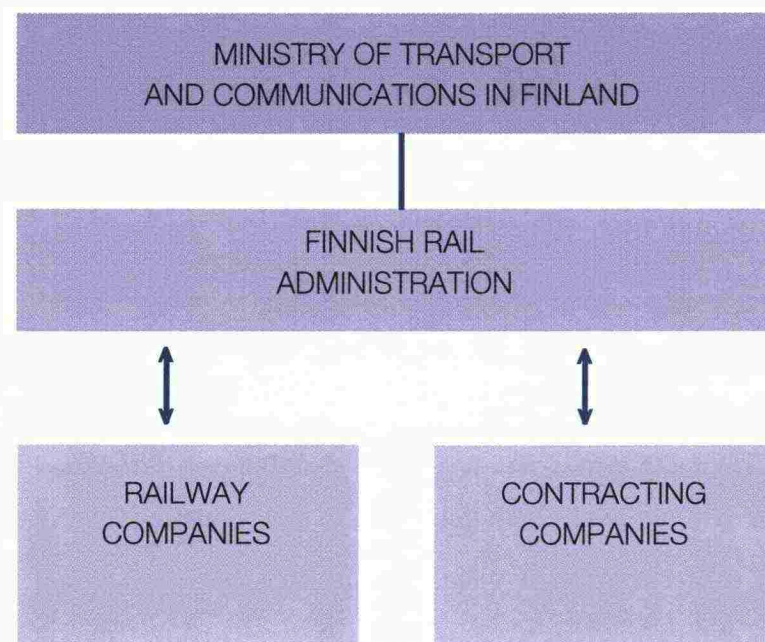 MINISTRY OF TRANSPORT
AND COMMUNICATIONS IN FINLAND
FINNISH RAIL
ADMINISTRATION
RAILWAY
COMPANIES
CONTRACTING
COMPANIES